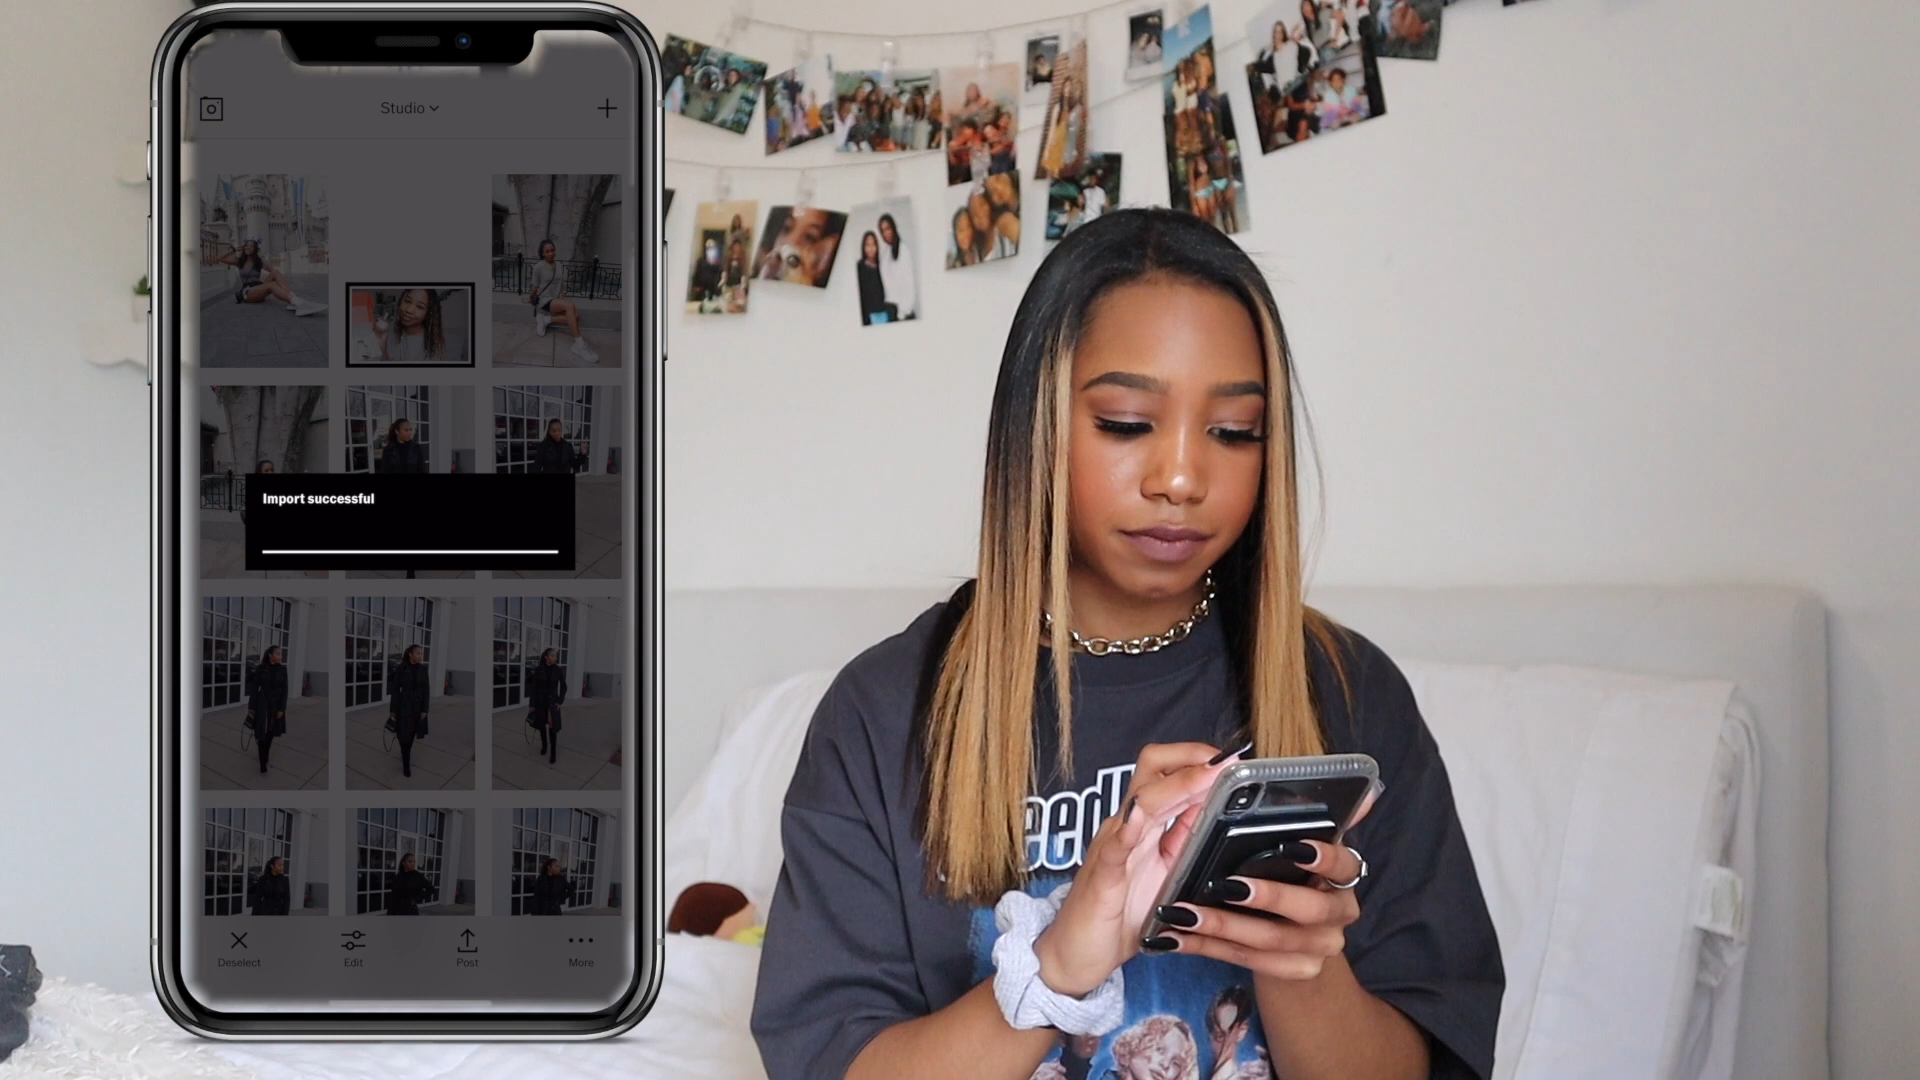 Studio
Import successful
Deselect
Edit
Post
More